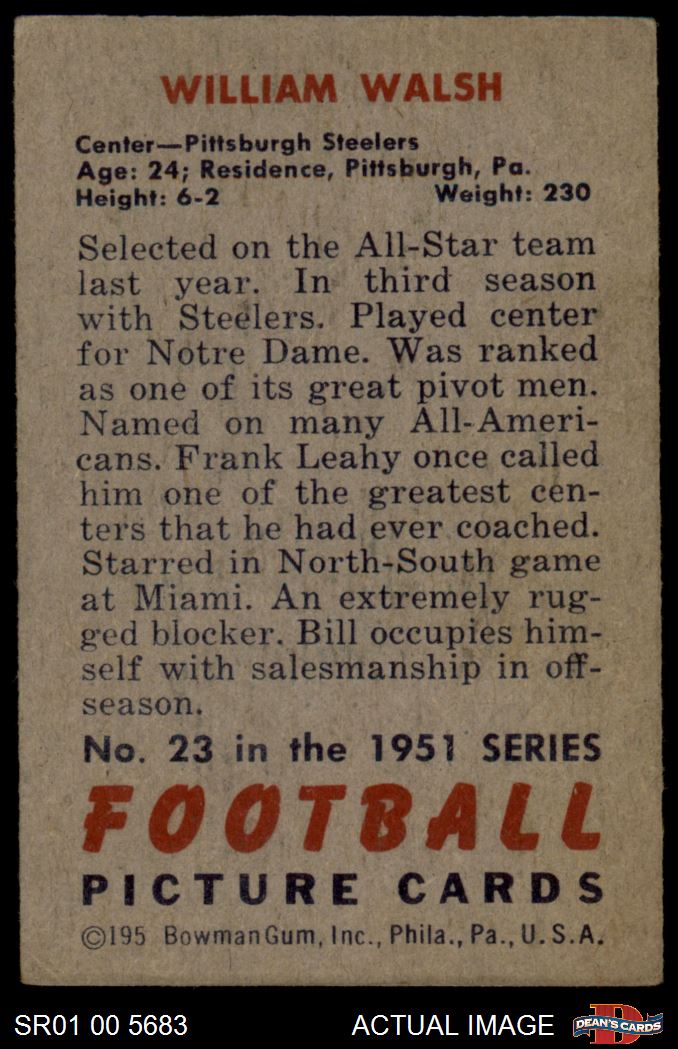 WILLIAM WALSH
Center—Pittsburgh Steelers
Age: 24; Residence, Pittsburgh, Pa.
Height: 6-2 Weight: 230
Selected on the All-Star team
last year. In third season
with Steelers. Played center
for Notre Dame. Was ranked
as one of its great pivot men.
Named on many All-Ameri-
cans. Frank Leahy once called
him one of the greatest cen-
ters that he had ever coached.
Starred in North-South game
at Miami. An extremely rug-
ged blocker. Bill occupies him-
self with salesmanship in off-
season.
No. 23 in the 1951 SERIES
FOOTBALL
PICTURE CARDS
©195 Bowman Gum, Inc., Phila., Pa., U.S.A.
SR01 00 5683 ACTUAL IMAGE D DEAN'S CARDS